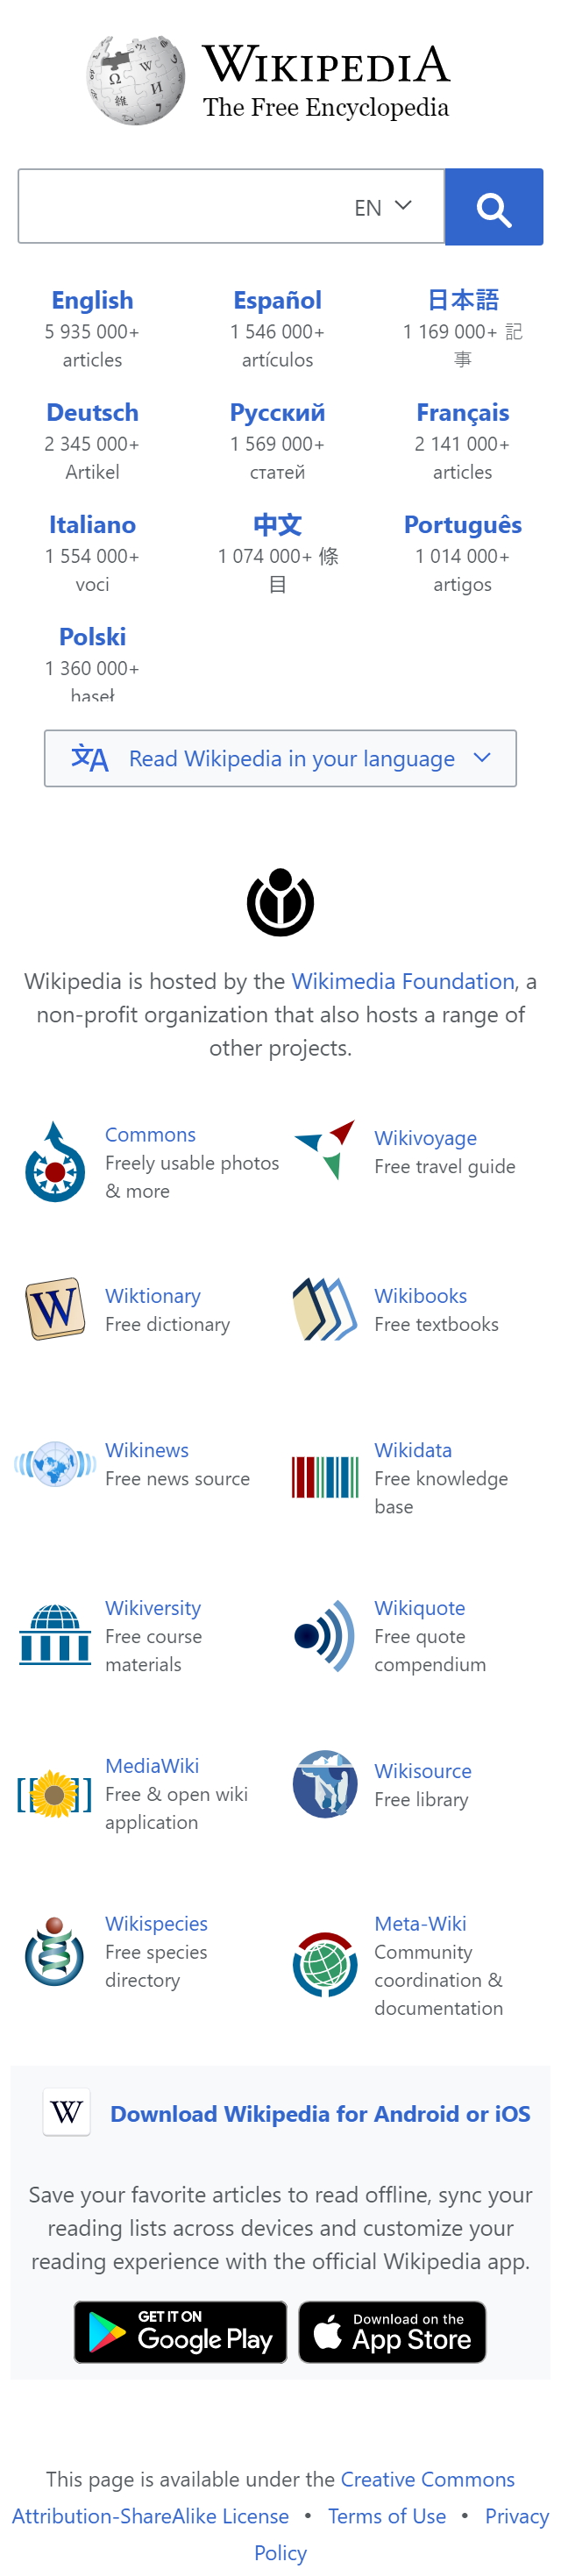 WIKIPEDIA
The Free Encyclopedia
EN
English
5 935 000+
articles
Español
1 546 000+
artículos
日本語
1 169 000+ 記
事
Deutsch
2 345 000+
Artikel
Русский
1 569 000+
статей
Français
2 141 000+
articles
Italiano
1 554 000+
voci
中文
1 074 000+ 條
目
Português
1 014 000+
artigos
Polski
1 360 000+
haseł
文A Read Wikipedia in your language
Wikipedia is hosted by the Wikimedia Foundation, a
non-profit organization that also hosts a range of
other projects.
Commons
Freely usable photos
& more
Wikivoyage
Free travel guide
W
Wiktionary
Free dictionary
Wikibooks
Free textbooks
Wikinews
Free news source
Wikidata
Free knowledge
base
Wikiversity
Free course
materials
Wikiquote
Free quote
compendium
MediaWiki
Free & open wiki
application
Wikisource
Free library
Wikispecies
Free species
directory
Meta-Wiki
Community
coordination &
documentation
W Download Wikipedia for Android or iOS
Save your favorite articles to read offline, sync your
reading lists across devices and customize your
reading experience with the official Wikipedia app.
GET IT ON
Google Play
Download on the
App Store
This page is available under the Creative Commons
Attribution-ShareAlike License • Terms of Use • Privacy
Policy